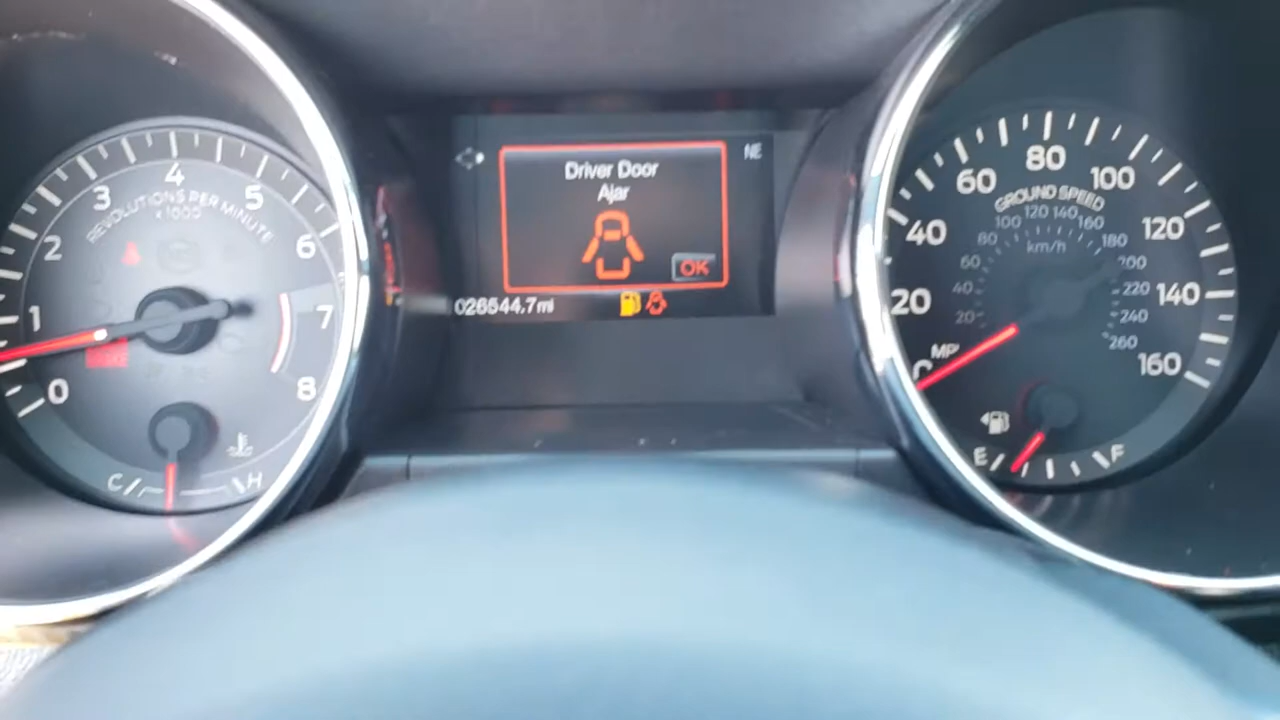 REVOLUTIONS PER MINUTE
x1000
0
1
2
3
4
5
6
7
8
C
H
NE
Driver Door
Ajar
OK
026544.7mi
20
40
60
80
100
120
140
160
GROUND SPEED
km/h
20
40
60
80
100
120
140
160
180
200
220
240
260
E
F